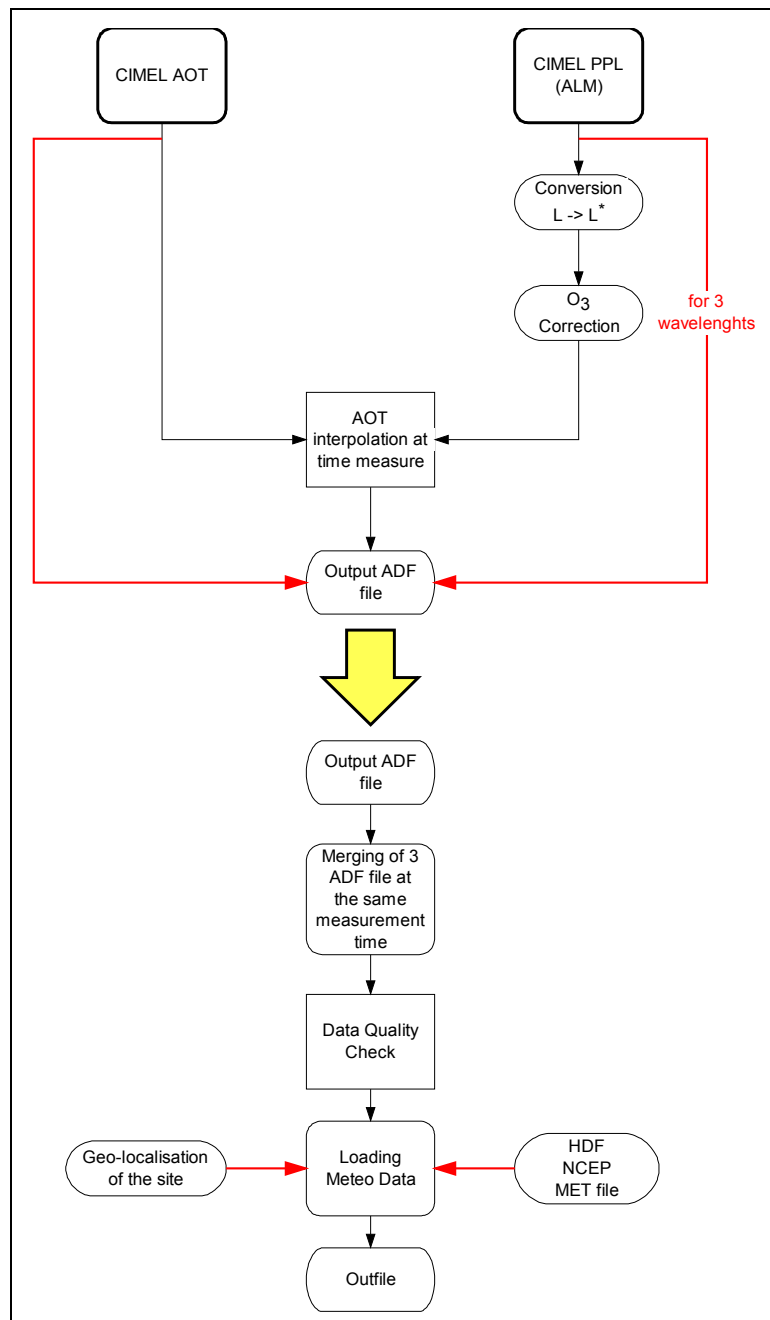 CIMEL AOT
CIMEL PPL
(ALM)
Conversion
L -> L*
O3
Correction
for 3
wavelenghts
AOT
interpolation at
time measure
Output ADF
file
Output ADF
file
Merging of 3
ADF file at
the same
measurement
time
Data Quality
Check
Geo-localisation
of the site
Loading
Meteo Data
HDF
NCEP
MET file
Outfile